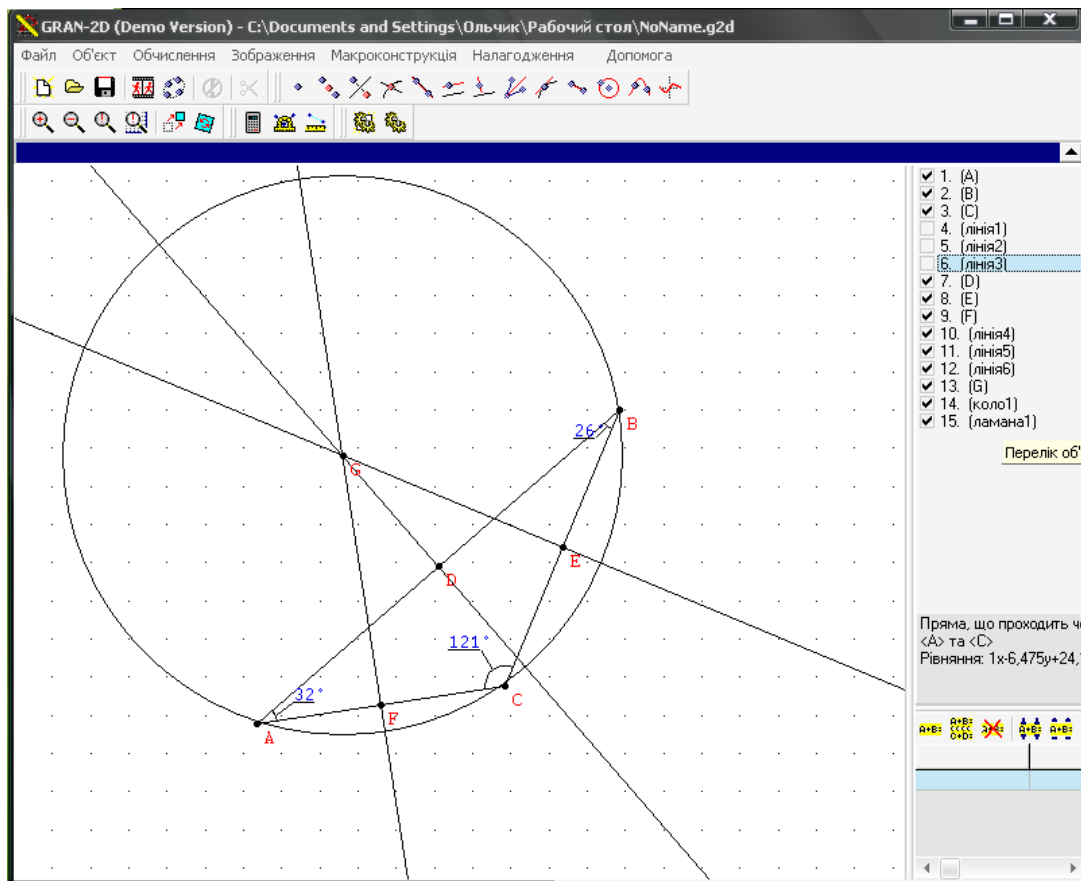 GRAN-2D (Demo Version) - C:\Documents and Settings\Ольчик\Рабочий стол\NoName.g2d
Файл Об'єкт Обчислення Зображення Макроконструкція Налагодження Допомога
1. (A)
2. (B)
3. (C)
4. (лінія1)
5. (лінія2)
6. (лінія3)
7. (D)
8. (E)
9. (F)
10. (лінія4)
11. (лінія5)
12. (лінія6)
13. (G)
14. (коло1)
15. (ламана1)
Перелік об'
26°
B
G
E
D
121°
C
32°
F
A
Пряма, що проходить че
<A> та <C>
Рівняння: 1x-6,475y+24,
A+B= A+B= C+D= A+B= A+B= A+B=